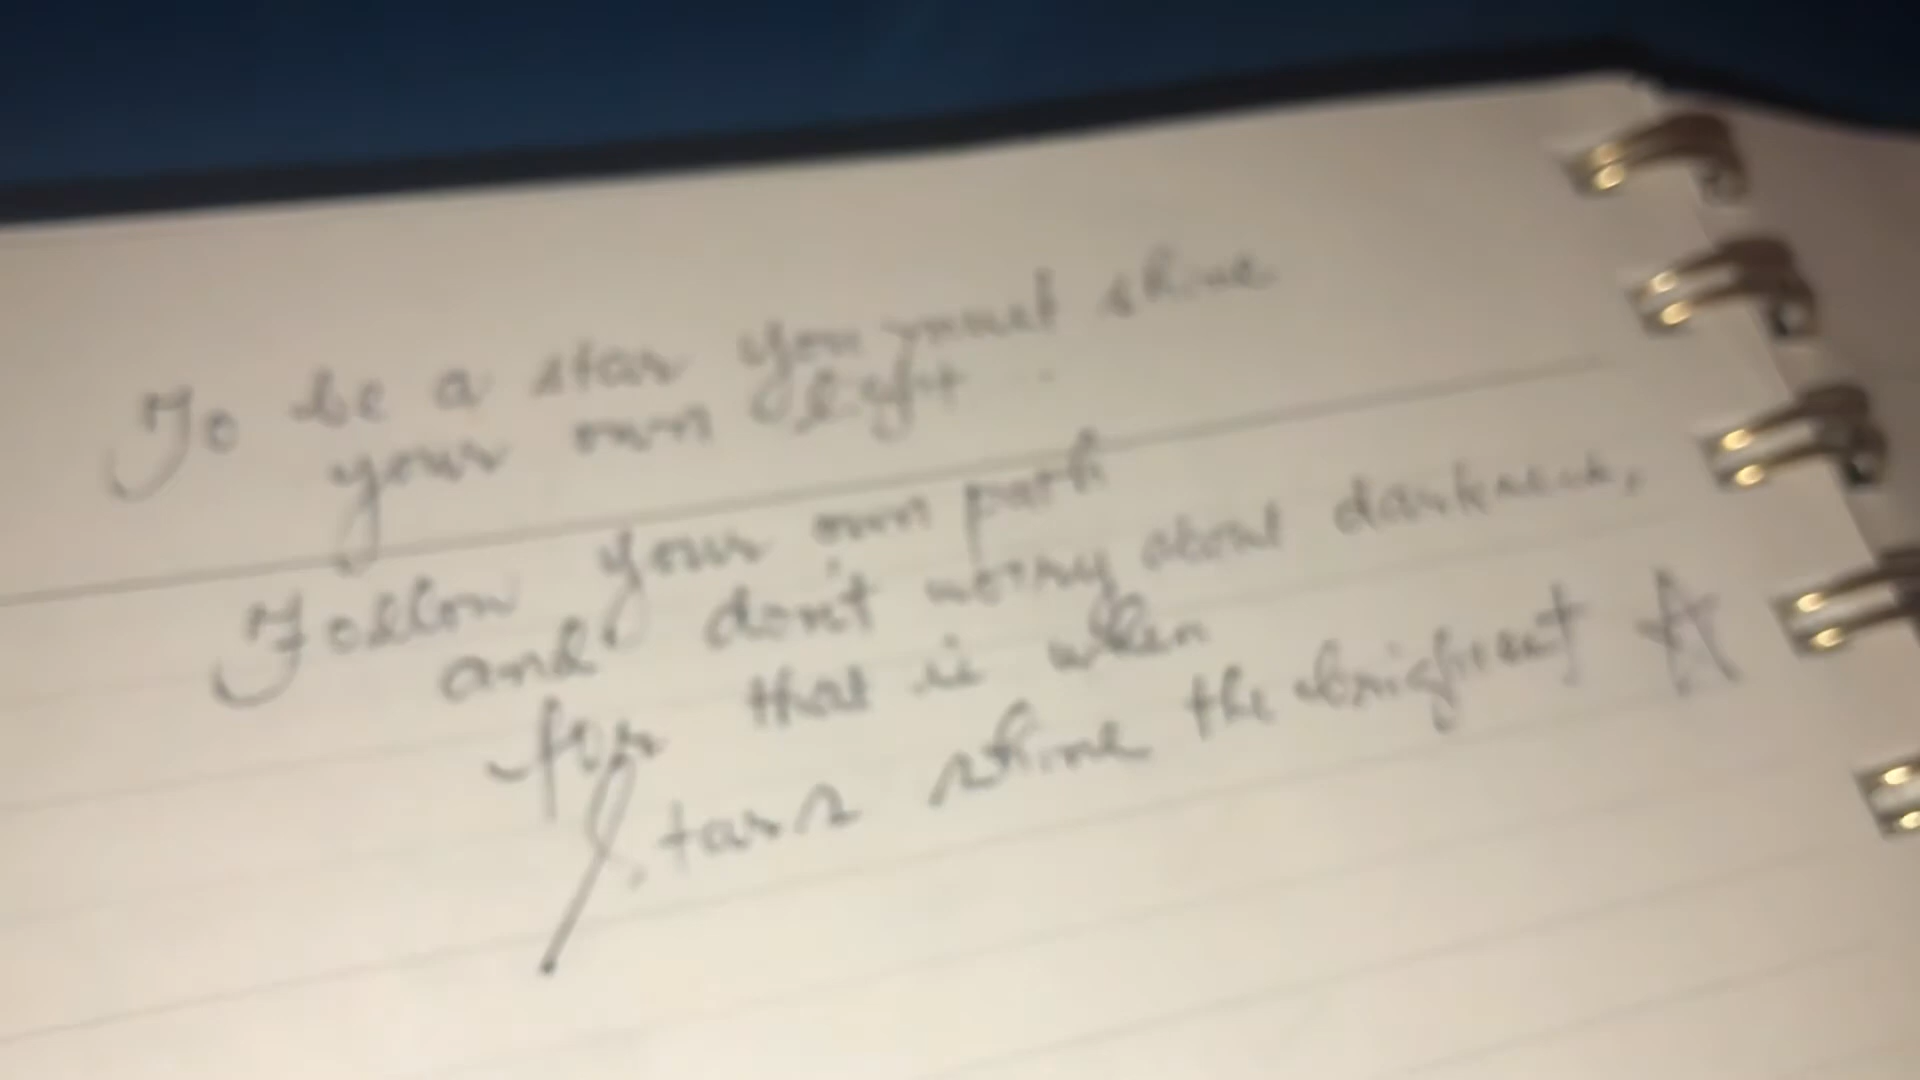 To be a star you must shine
your own light.
Follow your own path
and don't worry about darkness,
for that is when
Stars shine the brightest